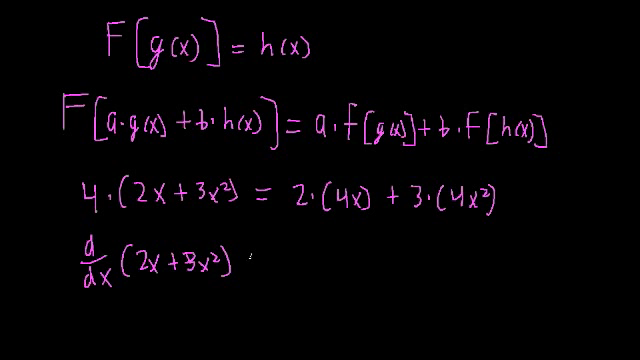 F[g(x)] = h(x)
F[a·g(x) + b·h(x)] = a·F[g(x)] + b·F[h(x)]
4·(2x + 3x²) = 2·(4x) + 3·(4x²)
d/dx (2x + 3x²)